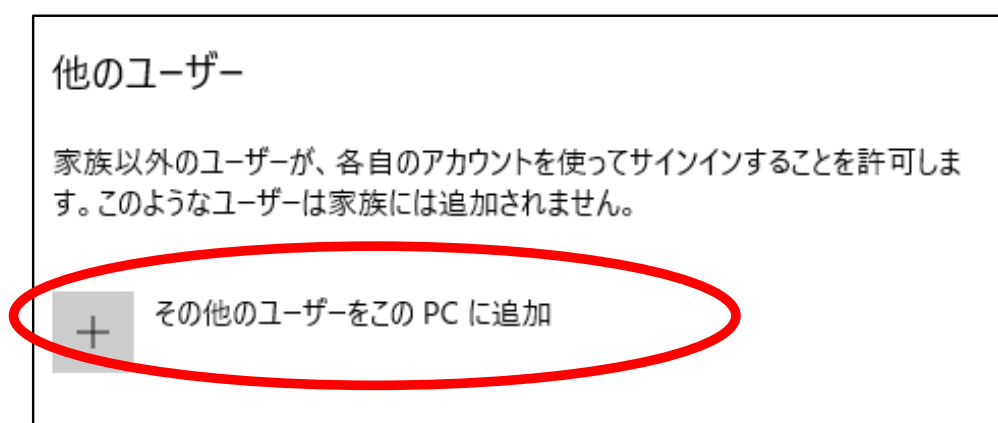 他のユーザー
家族以外のユーザーが、各自のアカウントを使ってサインインすることを許可しま
す。このようなユーザーは家族には追加されません。
その他のユーザーをこの PC に追加